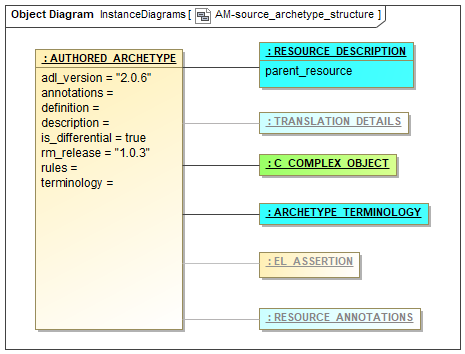 Object Diagram InstanceDiagrams [ AM-source_archetype_structure ]
: AUTHORED_ARCHETYPE
adl_version = "2.0.6"
annotations =
definition =
description =
is_differential = true
rm_release = "1.0.3"
rules =
terminology =
: RESOURCE_DESCRIPTION
parent_resource
: TRANSLATION_DETAILS
: C_COMPLEX_OBJECT
: ARCHETYPE_TERMINOLOGY
: EL_ASSERTION
: RESOURCE_ANNOTATIONS